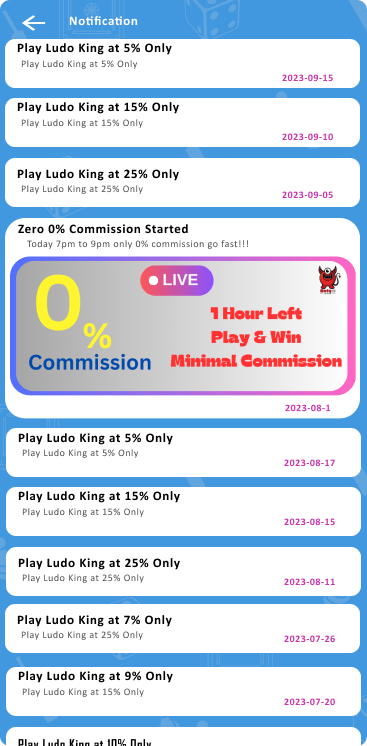 Notification
Play Ludo King at 5% Only
Play Ludo King at 5% Only
2023-09-15
Play Ludo King at 15% Only
Play Ludo King at 15% Only
2023-09-10
Play Ludo King at 25% Only
Play Ludo King at 25% Only
2023-09-05
Zero 0% Commission Started
Today 7pm to 9pm only 0% commission go fast!!!
LIVE
0%
Commission
1 Hour Left
Play & Win
Minimal Commission
2023-08-1
Play Ludo King at 5% Only
Play Ludo King at 5% Only
2023-08-17
Play Ludo King at 15% Only
Play Ludo King at 15% Only
2023-08-15
Play Ludo King at 25% Only
Play Ludo King at 25% Only
2023-08-11
Play Ludo King at 7% Only
Play Ludo King at 25% Only
2023-07-26
Play Ludo King at 9% Only
Play Ludo King at 15% Only
2023-07-20
Play Ludo King at 10% Only